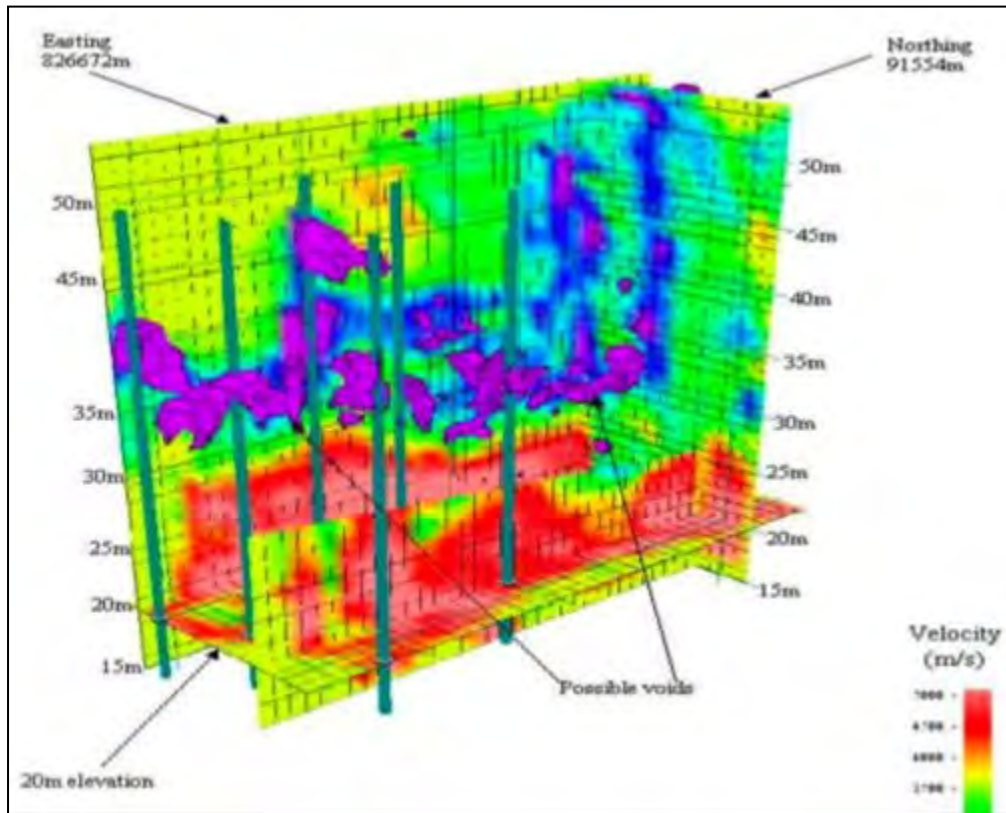 Easting
826672m
Northing
91554m
50m
45m
35m
30m
25m
20m
15m
50m
45m
40m
35m
30m
25m
20m
15m
Possible voids
20m elevation
Velocity
(m/s)